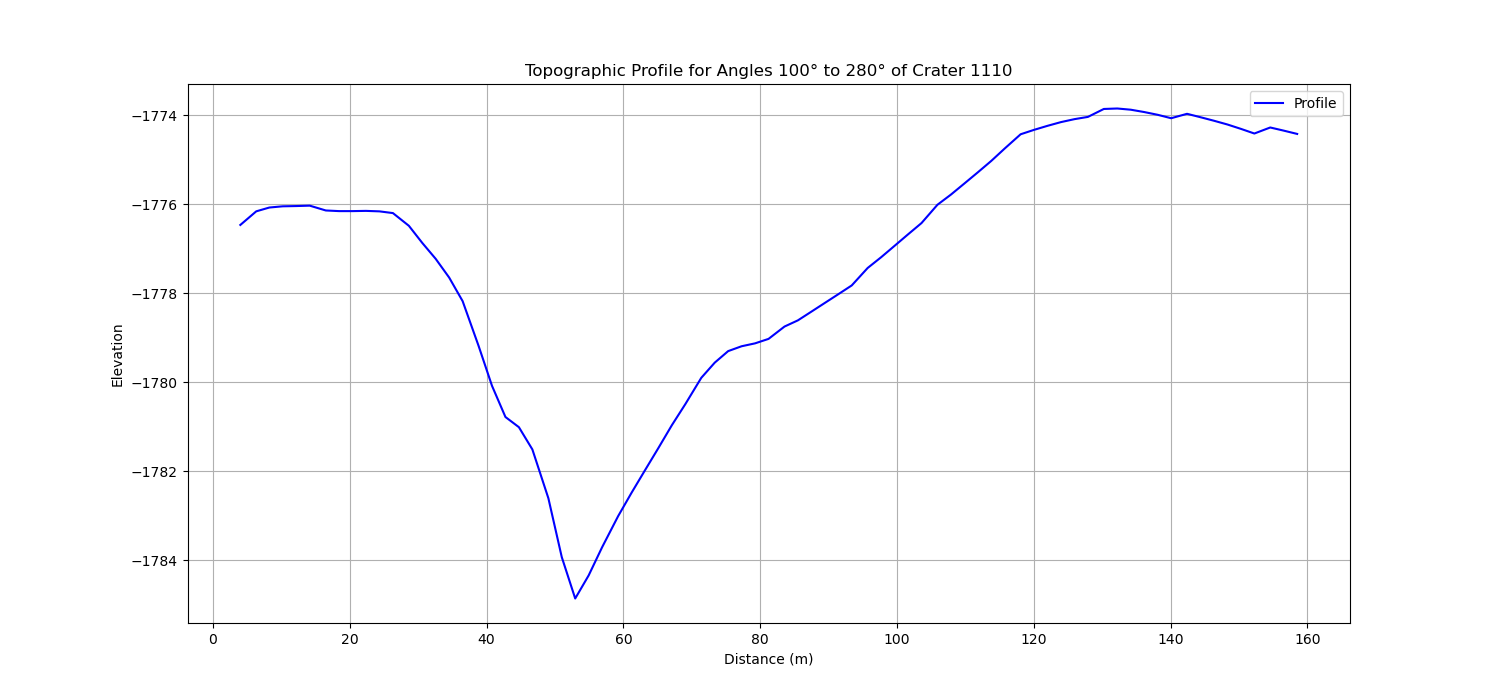 Topographic Profile for Angles 100° to 280° of Crater 1110
Profile
Elevation
−1774
−1776
−1778
−1780
−1782
−1784
0 20 40 60 80 100 120 140 160
Distance (m)